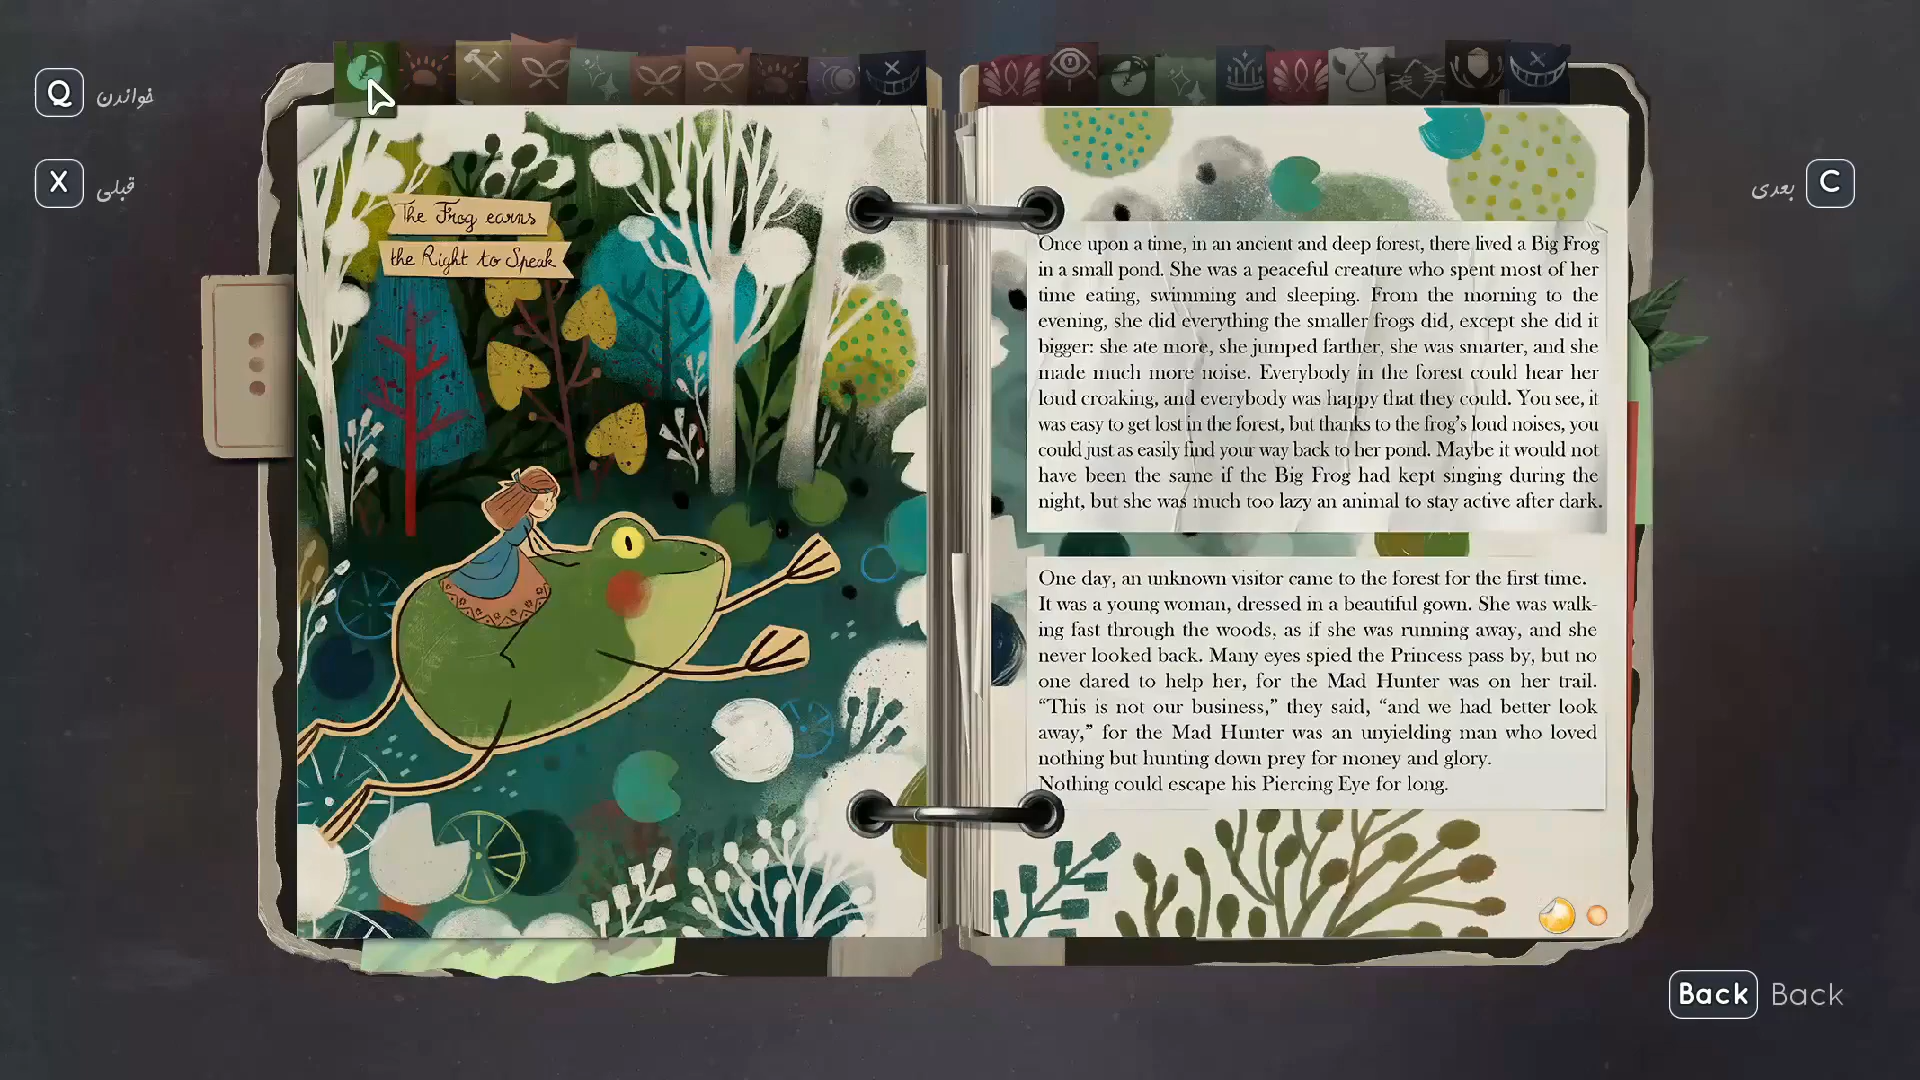 Q خواندن
X قبلی
بعدی C
The Frog earns
the Right to Speak
Once upon a time, in an ancient and deep forest, there lived a Big Frog
in a small pond. She was a peaceful creature who spent most of her
time eating, swimming and sleeping. From the morning to the
evening, she did everything the smaller frogs did, except she did it
bigger: she ate more, she jumped farther, she was smarter, and she
made much more noise. Everybody in the forest could hear her
loud croaking, and everybody was happy that they could. You see, it
was easy to get lost in the forest, but thanks to the frog's loud noises, you
could just as easily find your way back to her pond. Maybe it would not
have been the same if the Big Frog had kept singing during the
night, but she was much too lazy an animal to stay active after dark.
One day, an unknown visitor came to the forest for the first time.
It was a young woman, dressed in a beautiful gown. She was walk-
ing fast through the woods, as if she was running away, and she
never looked back. Many eyes spied the Princess pass by, but no
one dared to help her, for the Mad Hunter was on her trail.
“This is not our business,” they said, “and we had better look
away,” for the Mad Hunter was an unyielding man who loved
nothing but hunting down prey for money and glory.
Nothing could escape his Piercing Eye for long.
Back Back